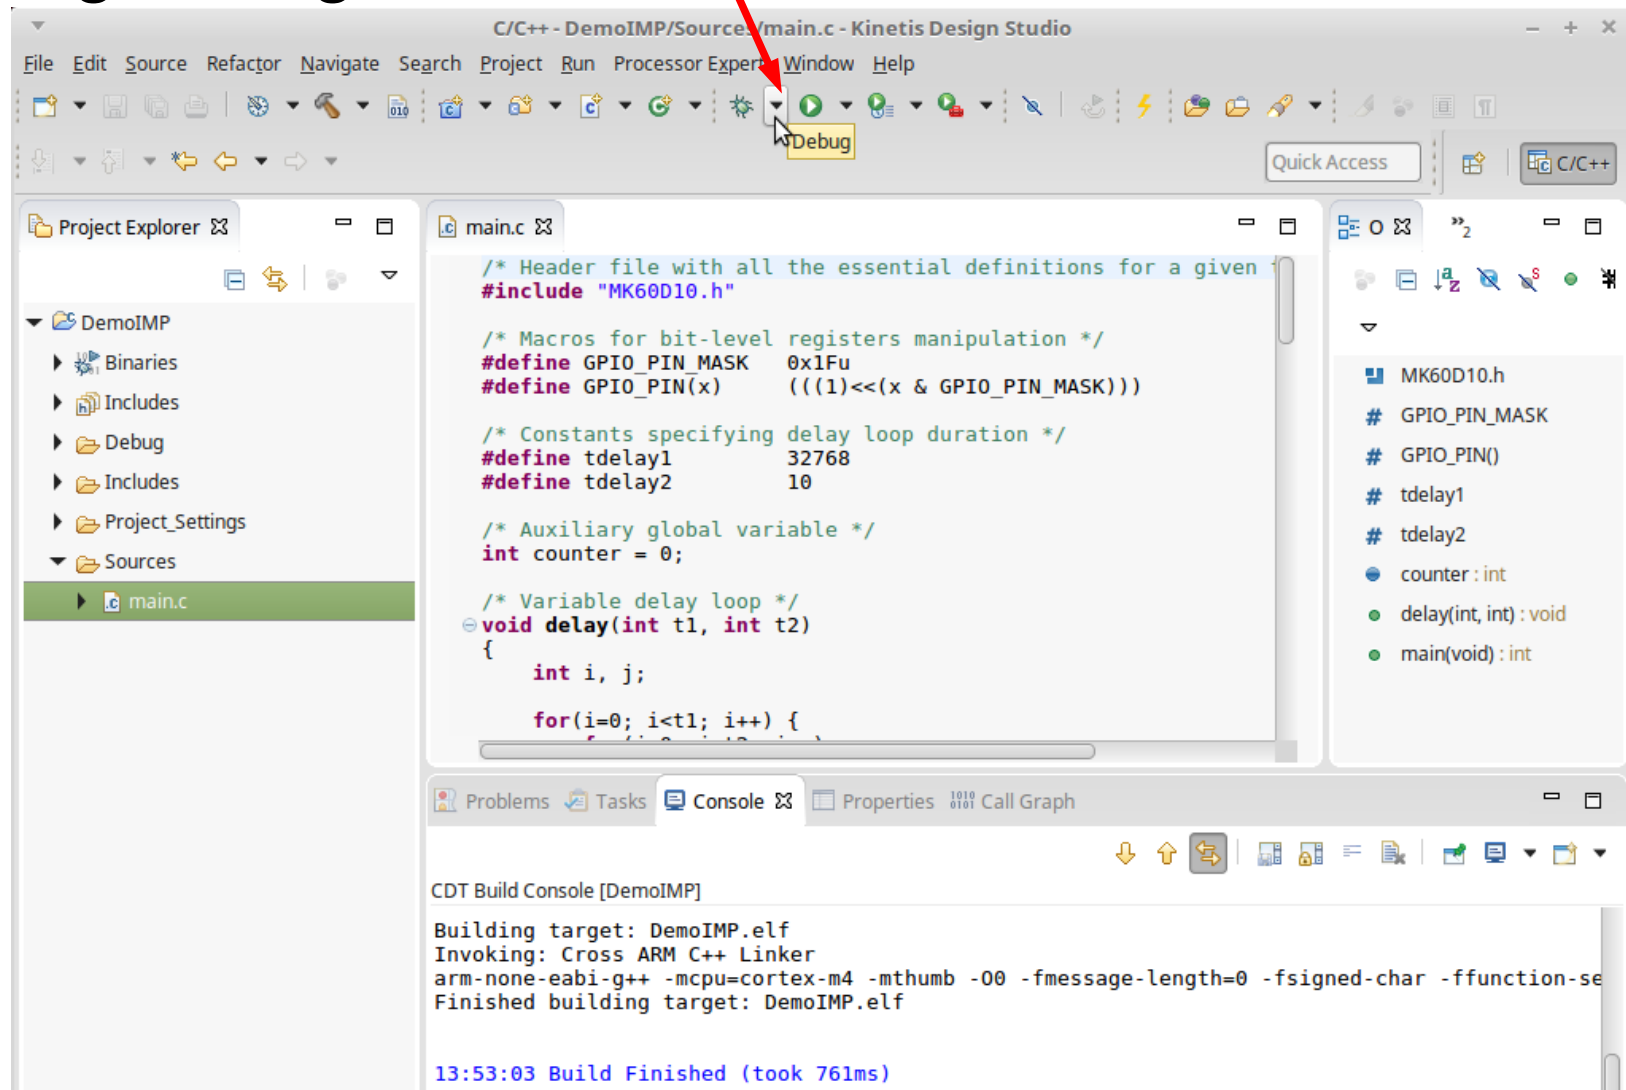 C/C++ - DemoIMP/Sources/main.c - Kinetis Design Studio
File Edit Source Refactor Navigate Search Project Run Processor Expert Window Help
Debug
Quick Access
C/C++
Project Explorer
DemoIMP
Binaries
Includes
Debug
Includes
Project_Settings
Sources
main.c
main.c
/* Header file with all the essential definitions for a given
#include "MK60D10.h"
/* Macros for bit-level registers manipulation */
#define GPIO_PIN_MASK 0x1Fu
#define GPIO_PIN(x) (((1)<<(x & GPIO_PIN_MASK)))
/* Constants specifying delay loop duration */
#define tdelay1 32768
#define tdelay2 10
/* Auxiliary global variable */
int counter = 0;
/* Variable delay loop */
void delay(int t1, int t2)
{
int i, j;
for(i=0; i<t1; i++) {
O
»2
MK60D10.h
GPIO_PIN_MASK
GPIO_PIN()
tdelay1
tdelay2
counter : int
delay(int, int) : void
main(void) : int
Problems Tasks Console Properties Call Graph
CDT Build Console [DemoIMP]
Building target: DemoIMP.elf
Invoking: Cross ARM C++ Linker
arm-none-eabi-g++ -mcpu=cortex-m4 -mthumb -O0 -fmessage-length=0 -fsigned-char -ffunction-se
Finished building target: DemoIMP.elf
13:53:03 Build Finished (took 761ms)